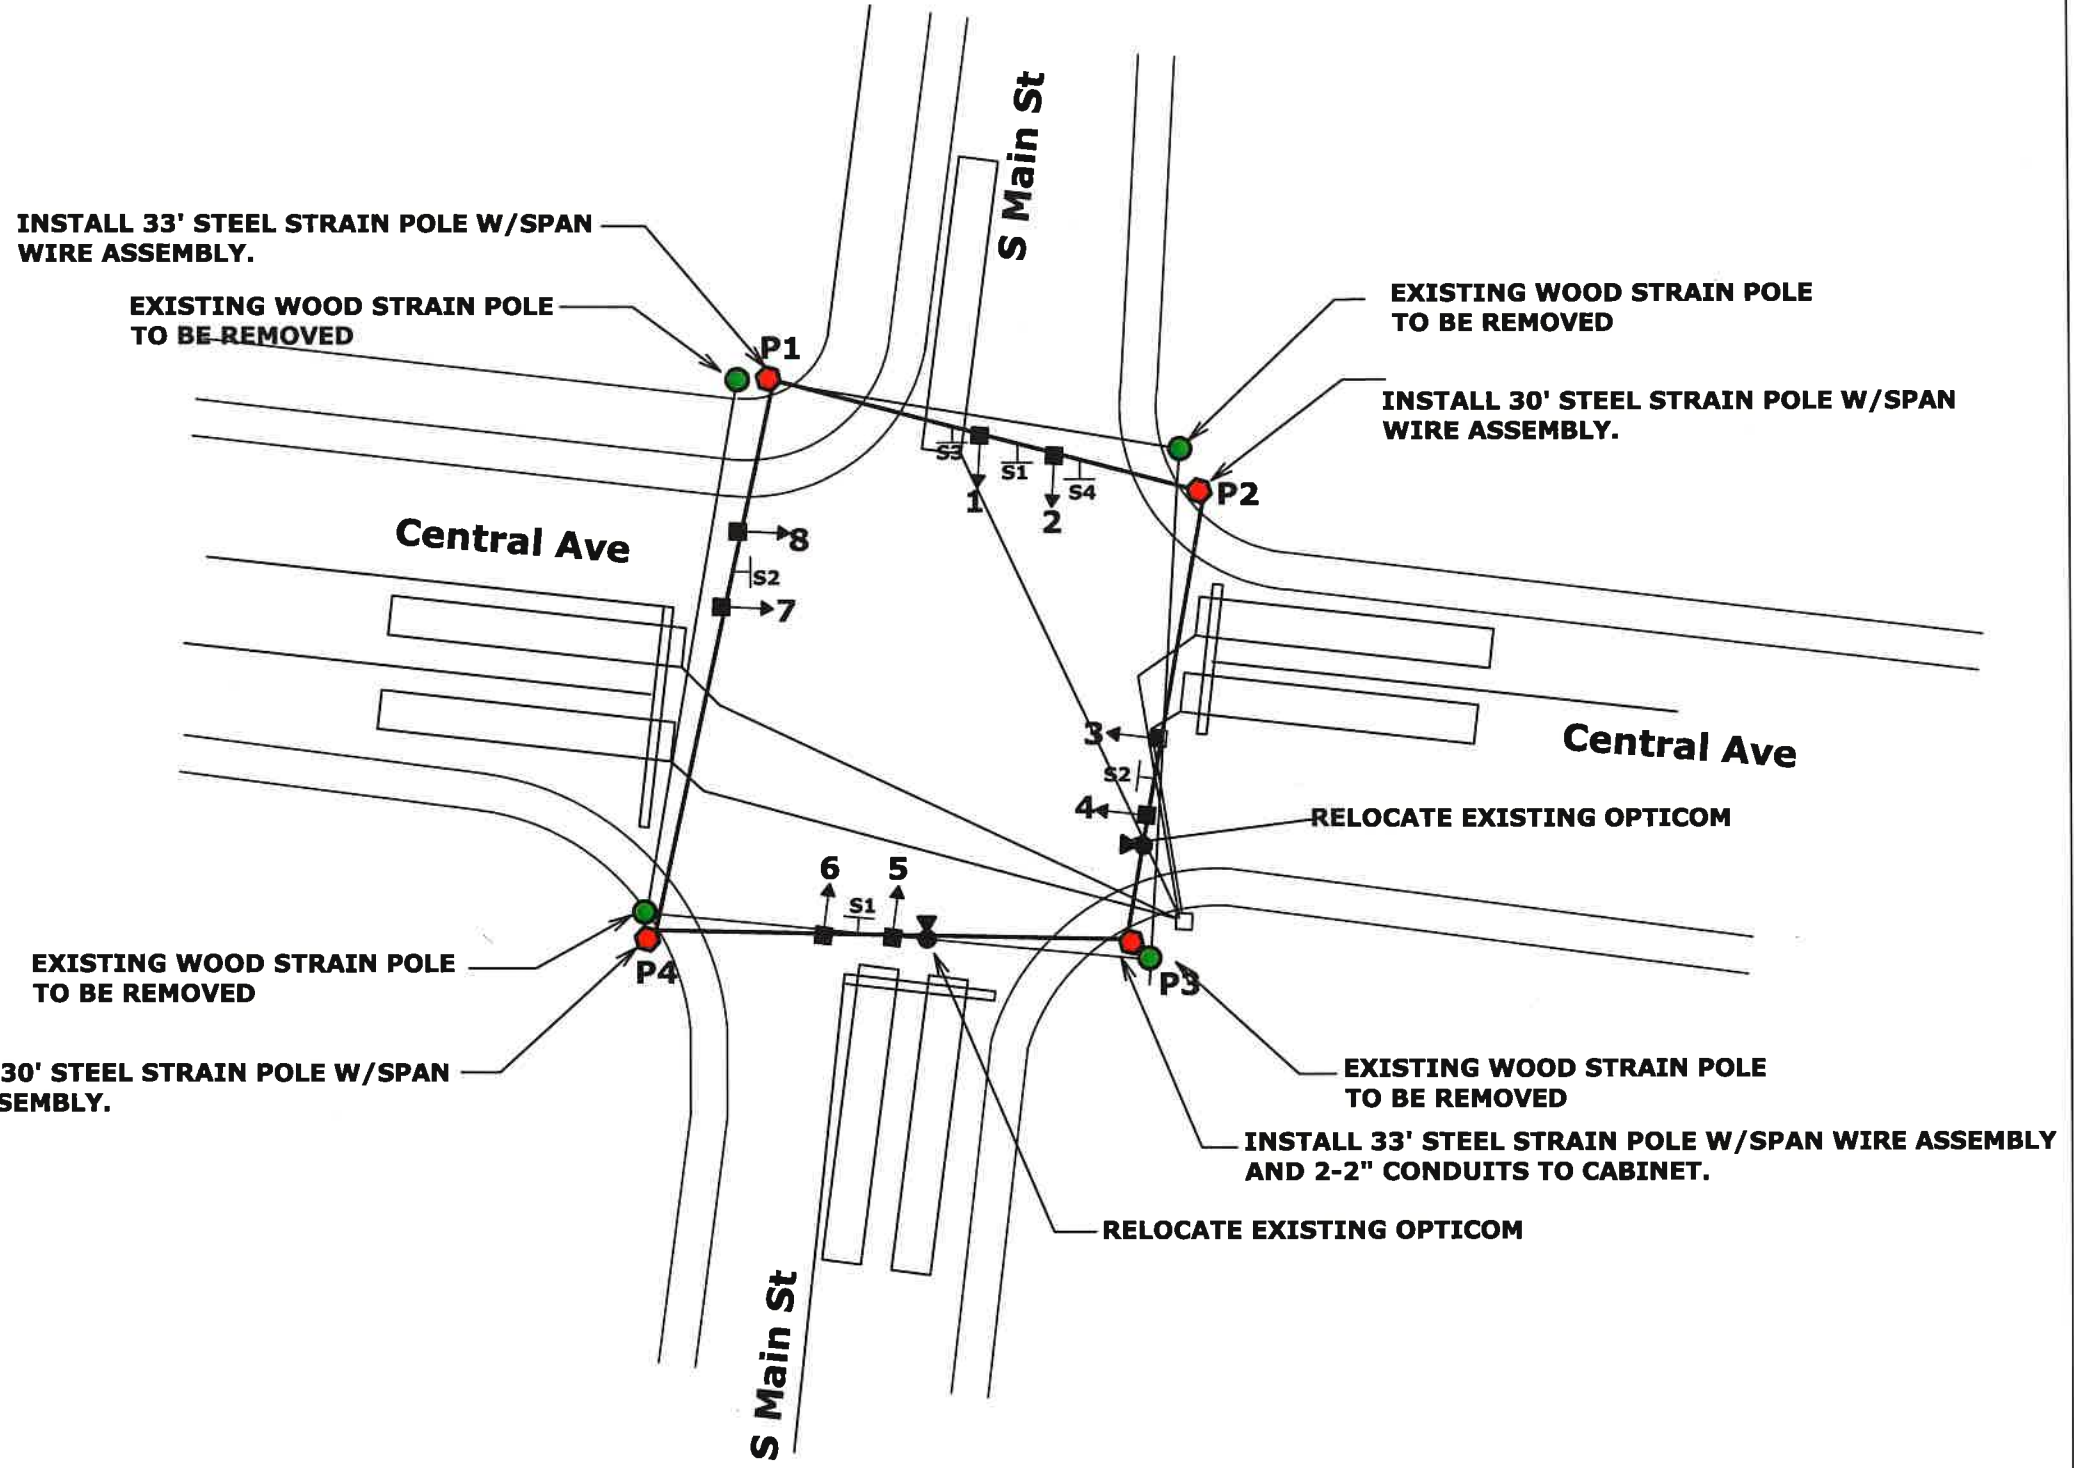 S Main St
INSTALL 33' STEEL STRAIN POLE W/SPAN
WIRE ASSEMBLY.
EXISTING WOOD STRAIN POLE
TO BE REMOVED
P1
EXISTING WOOD STRAIN POLE
TO BE REMOVED
INSTALL 30' STEEL STRAIN POLE W/SPAN
WIRE ASSEMBLY.
S3
S1
S4
P2
1
2
Central Ave
8
S2
7
3
Central Ave
S2
4
RELOCATE EXISTING OPTICOM
6
5
S1
EXISTING WOOD STRAIN POLE
TO BE REMOVED
P4
P3
30' STEEL STRAIN POLE W/SPAN
SEMBLY.
EXISTING WOOD STRAIN POLE
TO BE REMOVED
INSTALL 33' STEEL STRAIN POLE W/SPAN WIRE ASSEMBLY
AND 2-2" CONDUITS TO CABINET.
RELOCATE EXISTING OPTICOM
S Main St